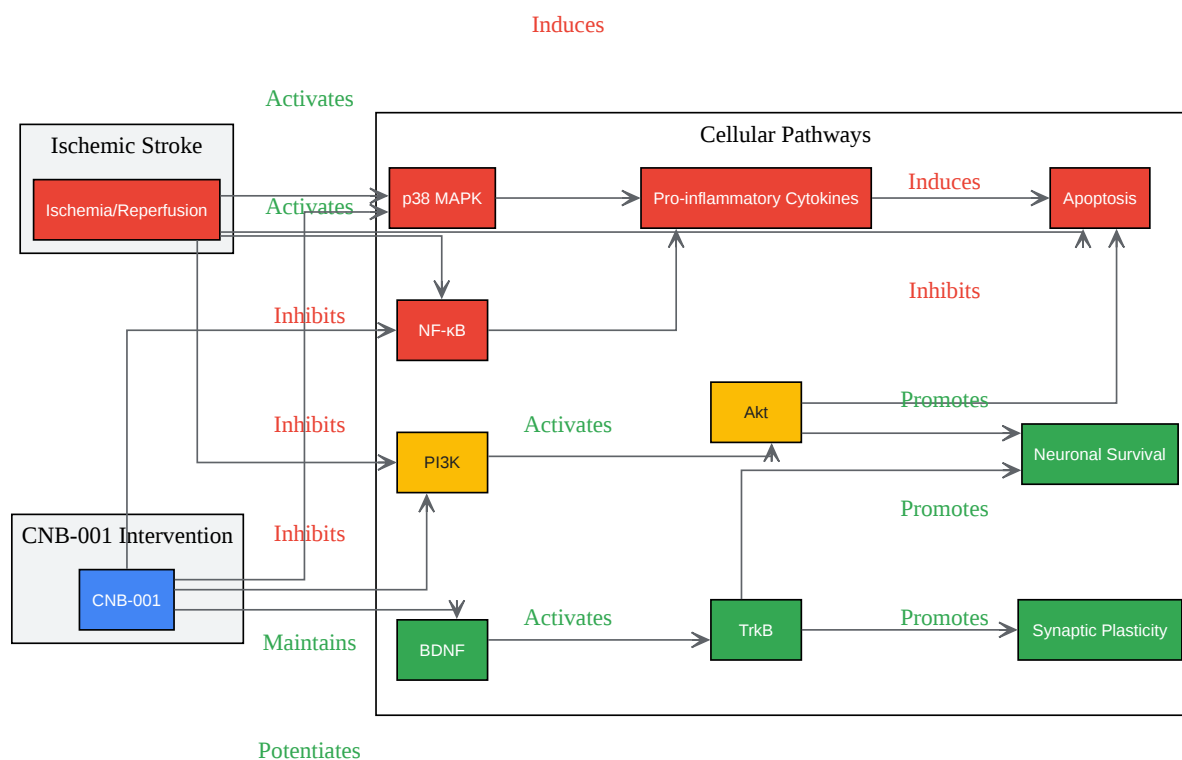 Induces
Activates
Ischemic Stroke
Cellular Pathways
Ischemia/Reperfusion
Activates
p38 MAPK
Pro-inflammatory Cytokines
Induces
Apoptosis
Inhibits
Inhibits
NF-κB
Inhibits
Activates
PI3K
Akt
Promotes
Neuronal Survival
Promotes
CNB-001 Intervention
Inhibits
CNB-001
Maintains
BDNF
Activates
TrkB
Promotes
Synaptic Plasticity
Potentiates